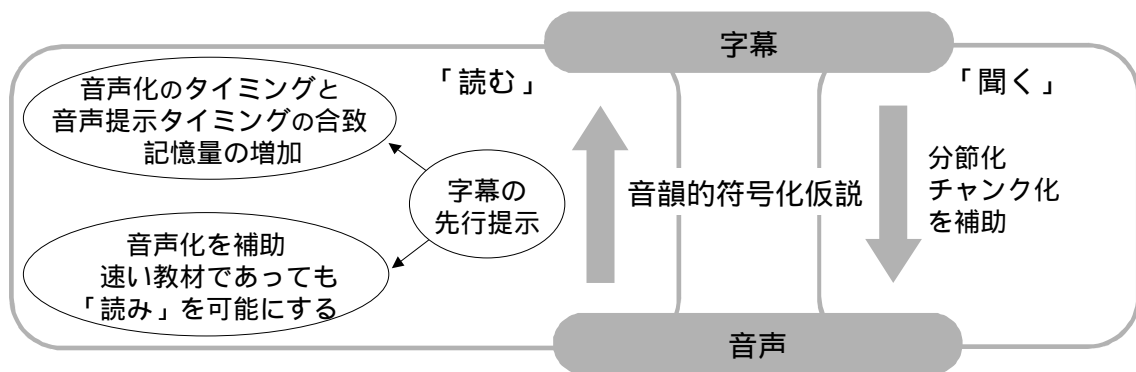 字幕
「読む」
「聞く」
音声化のタイミングと
音声提示タイミングの合致
記憶量の増加
字幕の
先行提示
音声化を補助
速い教材であっても
「読み」を可能にする
音韻的符号化仮説
分節化
チャンク化
を補助
音声